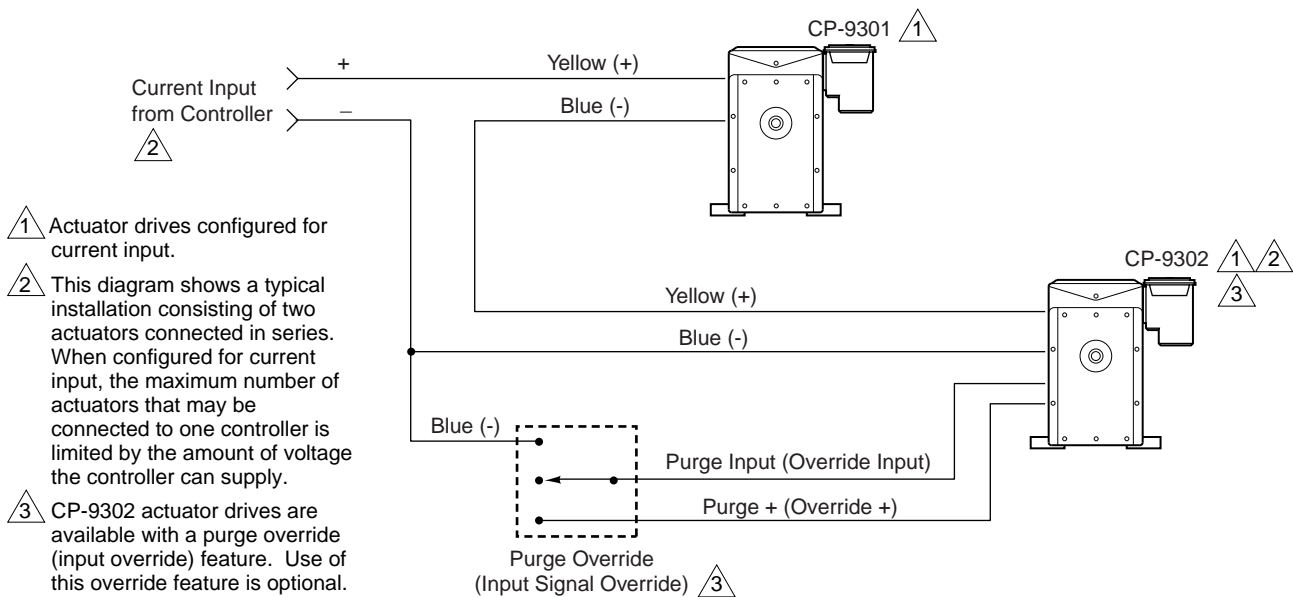 CP-9301 1
+ Yellow (+)
Current Input
from Controller
2
–
Blue (-)
1 Actuator drives configured for
current input.
2 This diagram shows a typical
installation consisting of two
actuators connected in series.
When configured for current
input, the maximum number of
actuators that may be
connected to one controller is
limited by the amount of voltage
the controller can supply.
3 CP-9302 actuator drives are
available with a purge override
(input override) feature. Use of
this override feature is optional.
CP-9302 1 2
3
Yellow (+)
Blue (-)
Blue (-)
Purge Input (Override Input)
Purge + (Override +)
Purge Override
(Input Signal Override) 3